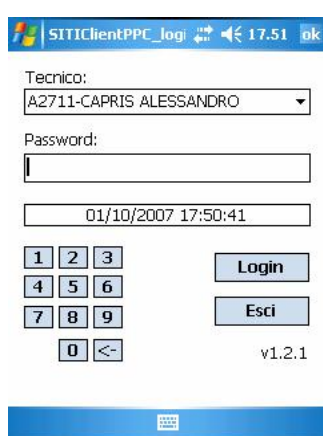 SITIClientPPC_logi 17.51 ok
Tecnico:
A2711-CAPRIS ALESSANDRO
Password:
01/10/2007 17:50:41
1 2 3
Login
4 5 6
7 8 9
Esci
0 <-
v1.2.1